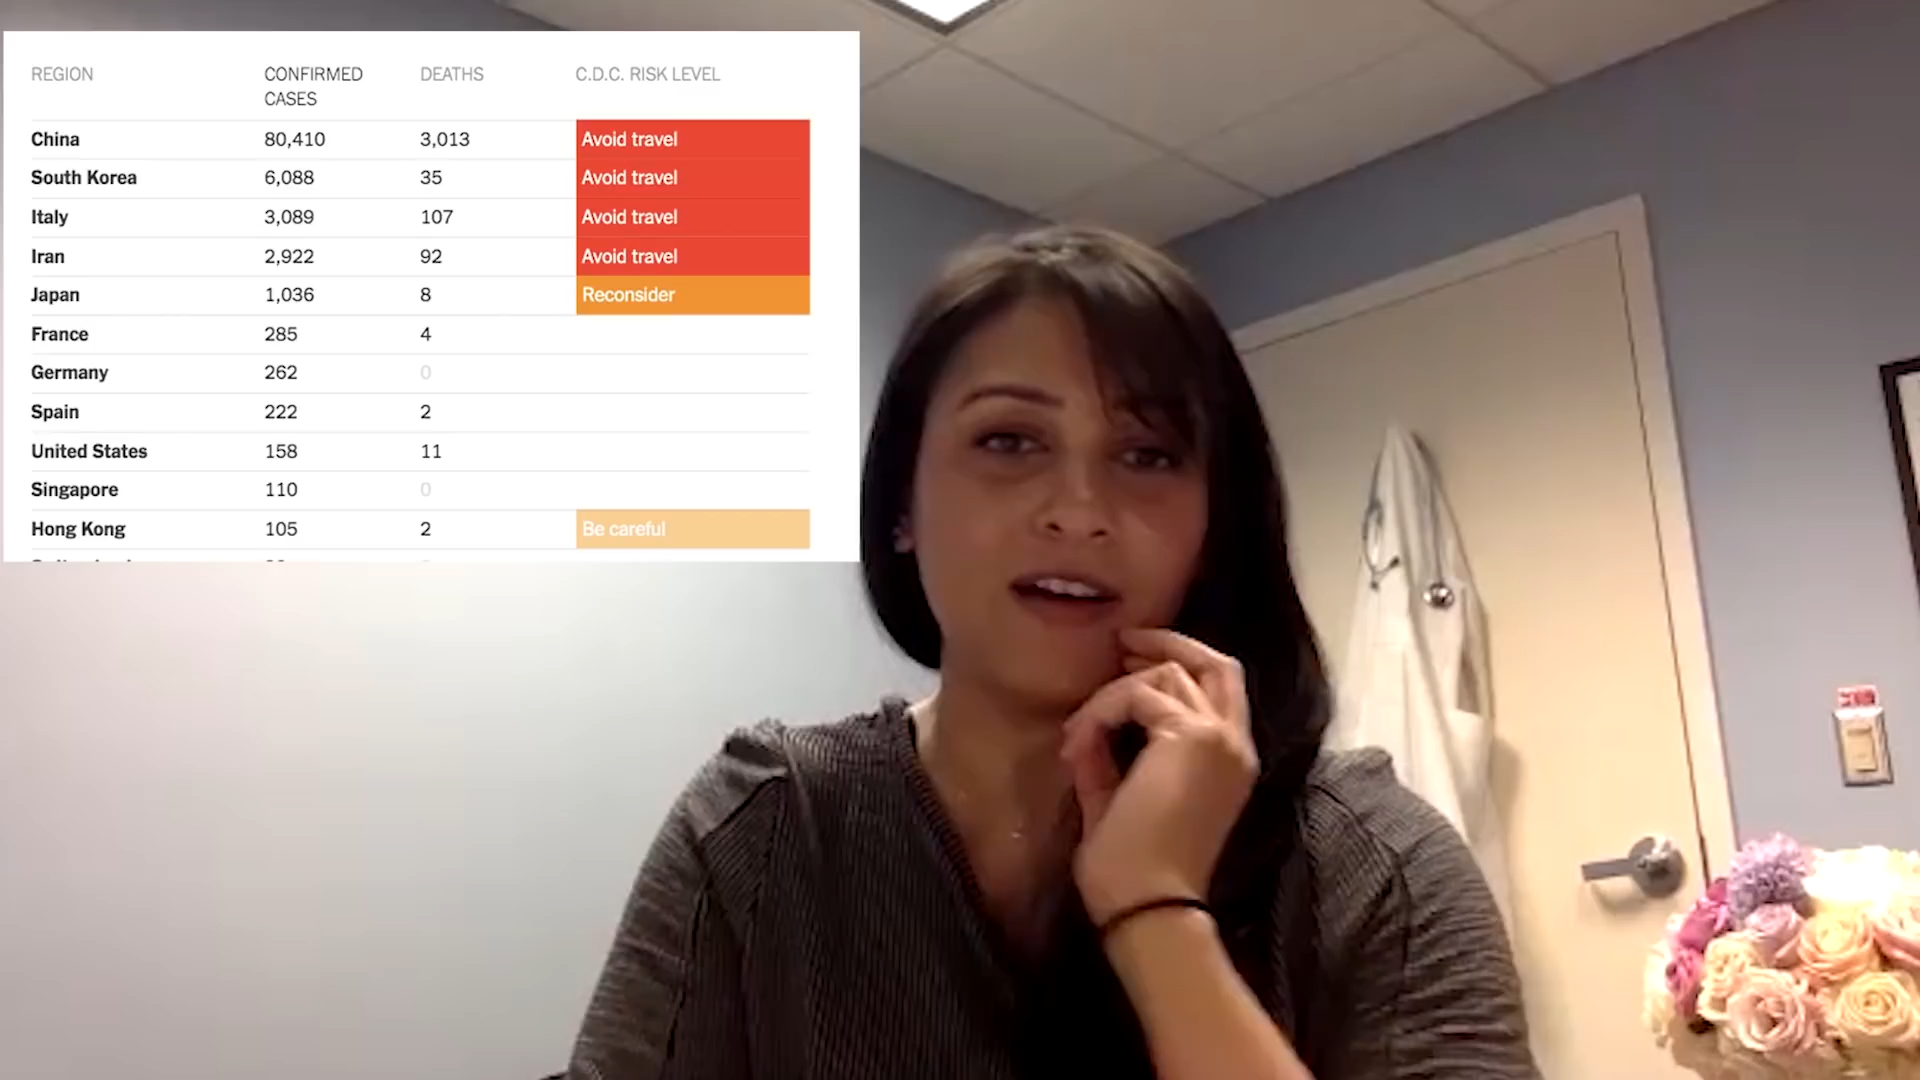 REGION CONFIRMED CASES DEATHS C.D.C. RISK LEVEL
China 80,410 3,013 Avoid travel
South Korea 6,088 35 Avoid travel
Italy 3,089 107 Avoid travel
Iran 2,922 92 Avoid travel
Japan 1,036 8 Reconsider
France 285 4
Germany 262 0
Spain 222 2
United States 158 11
Singapore 110 0
Hong Kong 105 2 Be careful